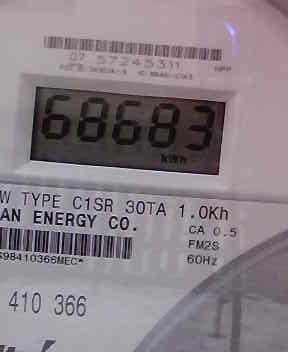 07 57245311
68683
kWh
W TYPE C1SR 30TA 1.0Kh
AN ENERGY CO.
CA 0.5
FM2S
60Hz
S98410366MEC*
410 366